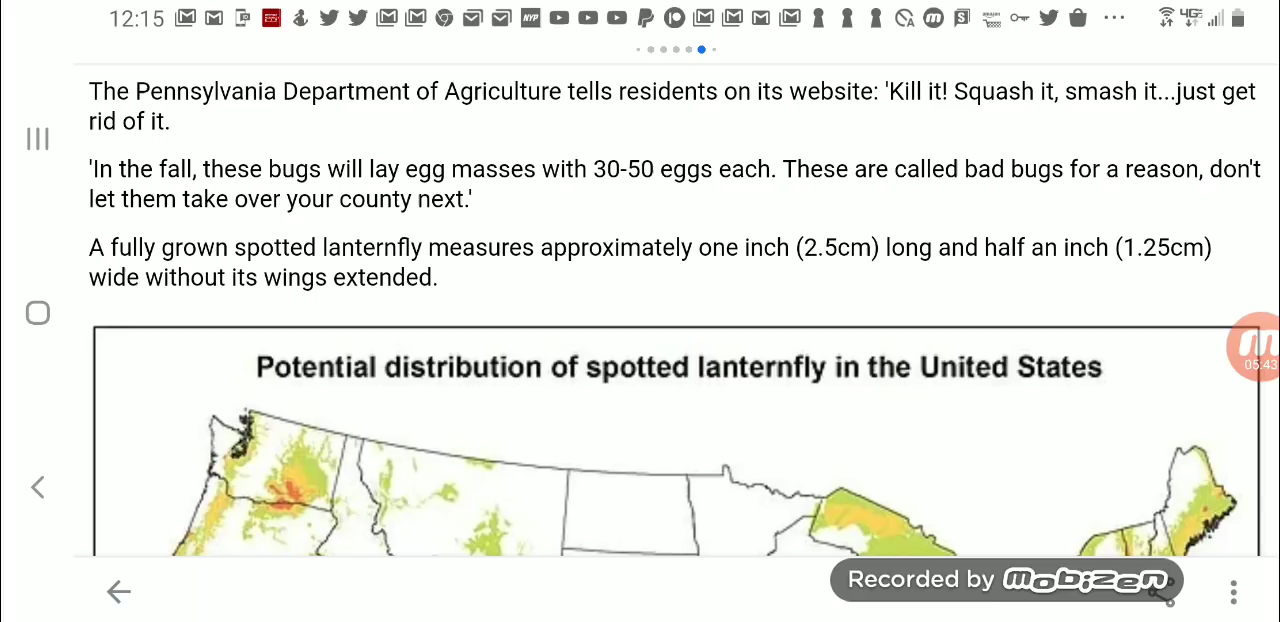 12:15
NYP
4G
The Pennsylvania Department of Agriculture tells residents on its website: 'Kill it! Squash it, smash it...just get
rid of it.
'In the fall, these bugs will lay egg masses with 30-50 eggs each. These are called bad bugs for a reason, don't
let them take over your county next.'
A fully grown spotted lanternfly measures approximately one inch (2.5cm) long and half an inch (1.25cm)
wide without its wings extended.
05:43
Potential distribution of spotted lanternfly in the United States
Recorded by mobizen